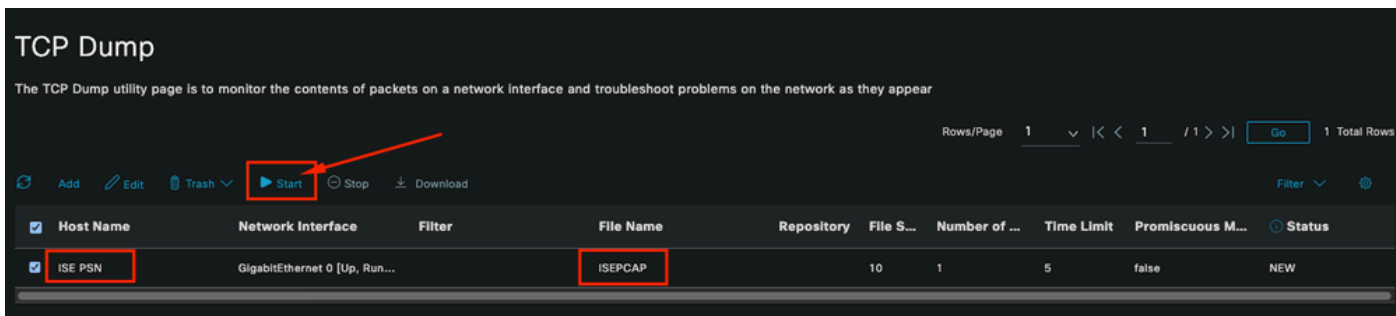 TCP Dump
The TCP Dump utility page is to monitor the contents of packets on a network interface and troubleshoot problems on the network as they appear
Rows/Page 1 |< < 1 / 1 > >| Go 1 Total Rows
Add Edit Trash Start Stop Download Filter
Host Name Network Interface Filter File Name Repository File S... Number of ... Time Limit Promiscuous M... Status
ISE PSN GigabitEthernet 0 [Up, Run... ISEPCAP 10 1 5 false NEW